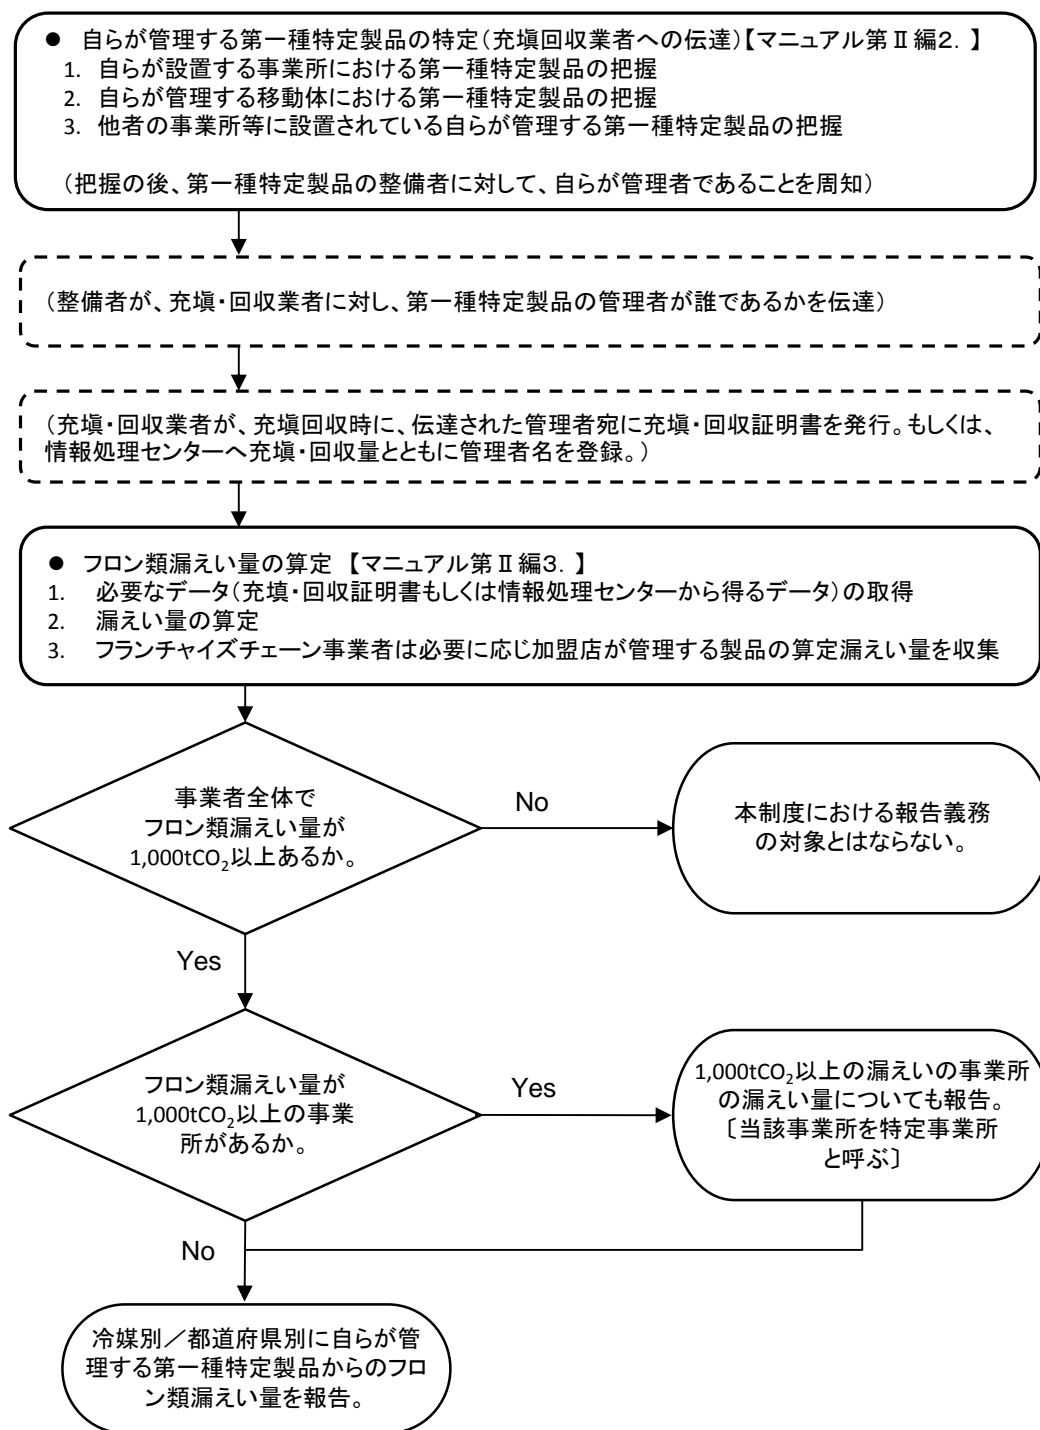 ● 自らが管理する第一種特定製品の特定(充塡回収業者への伝達)【マニュアル第Ⅱ編2. 】
1. 自らが設置する事業所における第一種特定製品の把握
2. 自らが管理する移動体における第一種特定製品の把握
3. 他者の事業所等に設置されている自らが管理する第一種特定製品の把握
(把握の後、第一種特定製品の整備者に対して、自らが管理者であることを周知)
(整備者が、充塡・回収業者に対し、第一種特定製品の管理者が誰であるかを伝達)
(充塡・回収業者が、充塡回収時に、伝達された管理者宛に充塡・回収証明書を発行。もしくは、
情報処理センターへ充塡・回収量とともに管理者名を登録。)
● フロン類漏えい量の算定 【マニュアル第Ⅱ編3. 】
1. 必要なデータ(充塡・回収証明書もしくは情報処理センターから得るデータ)の取得
2. 漏えい量の算定
3. フランチャイズチェーン事業者は必要に応じ加盟店が管理する製品の算定漏えい量を収集
事業者全体で
フロン類漏えい量が
1,000tCO₂以上あるか。
No
本制度における報告義務
の対象とはならない。
Yes
フロン類漏えい量が
1,000tCO₂以上の事業
所があるか。
Yes
1,000tCO₂以上の漏えいの事業所
の漏えい量についても報告。
〔当該事業所を特定事業所
と呼ぶ〕
No
冷媒別/都道府県別に自らが管
理する第一種特定製品からのフロ
ン類漏えい量を報告。